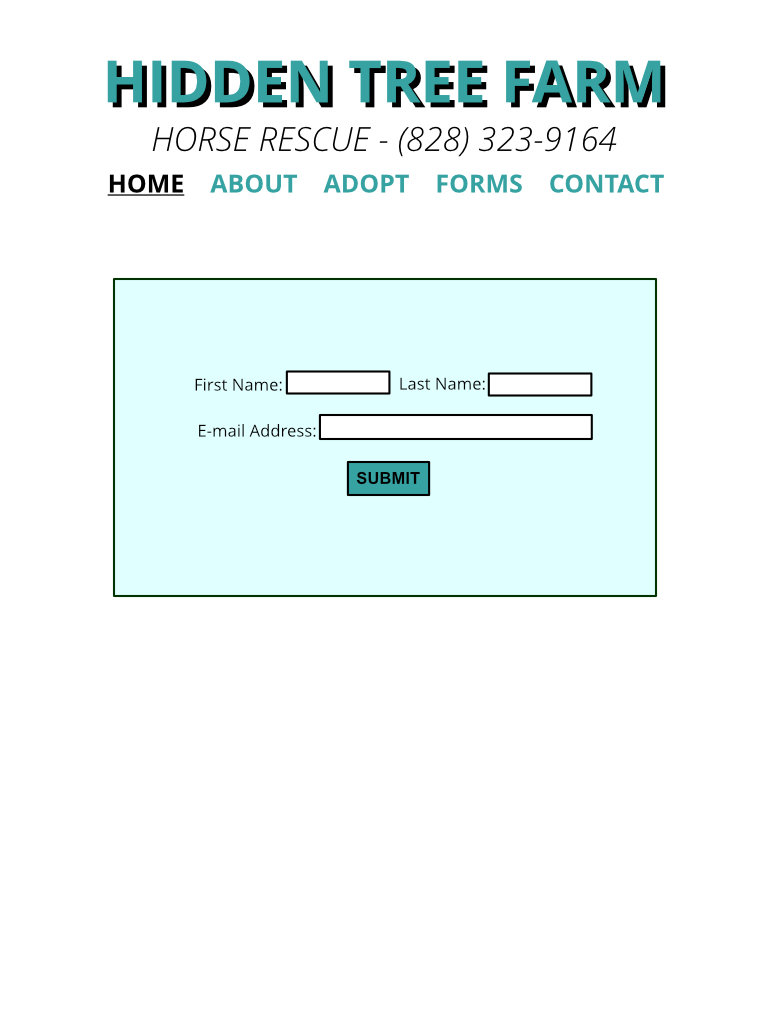 HIDDEN TREE FARM
HORSE RESCUE - (828) 323-9164
HOME ABOUT ADOPT FORMS CONTACT
First Name: Last Name:
E-mail Address:
SUBMIT